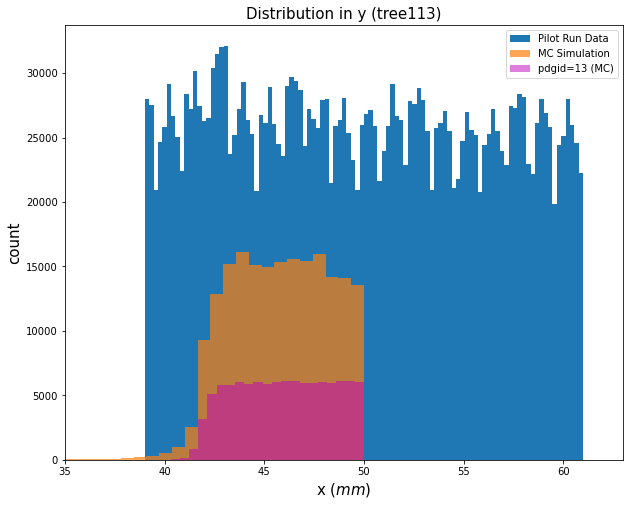 Distribution in y (tree113)
Pilot Run Data
MC Simulation
pdgid=13 (MC)
count
30000
25000
20000
15000
10000
5000
0
35
40
45
50
55
60
x (mm)